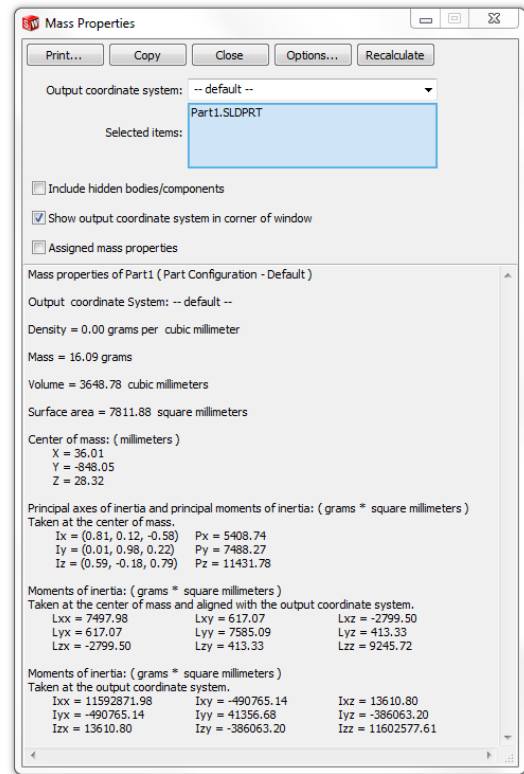 Mass Properties
Print... Copy Close Options... Recalculate
Output coordinate system: -- default --
Part1.SLDPRT
Selected items:
Include hidden bodies/components
Show output coordinate system in corner of window
Assigned mass properties
Mass properties of Part1 ( Part Configuration - Default )
Output coordinate System: -- default --
Density = 0.00 grams per cubic millimeter
Mass = 16.09 grams
Volume = 3648.78 cubic millimeters
Surface area = 7811.88 square millimeters
Center of mass: ( millimeters )
X = 36.01
Y = -848.05
Z = 28.32
Principal axes of inertia and principal moments of inertia: ( grams * square millimeters )
Taken at the center of mass.
Ix = (0.81, 0.12, -0.58) Px = 5408.74
Iy = (0.01, 0.98, 0.22) Py = 7488.27
Iz = (0.59, -0.18, 0.79) Pz = 11431.78
Moments of inertia: ( grams * square millimeters )
Taken at the center of mass and aligned with the output coordinate system.
Lxx = 7497.98 Lxy = 617.07 Lxz = -2799.50
Lyx = 617.07 Lyy = 7585.09 Lyz = 413.33
Lzx = -2799.50 Lzy = 413.33 Lzz = 9245.72
Moments of inertia: ( grams * square millimeters )
Taken at the output coordinate system.
Ixx = 11592871.98 Ixy = -490765.14 Ixz = 13610.80
Iyx = -490765.14 Iyy = 41356.68 Iyz = -386063.20
Izx = 13610.80 Izy = -386063.20 Izz = 11602577.61